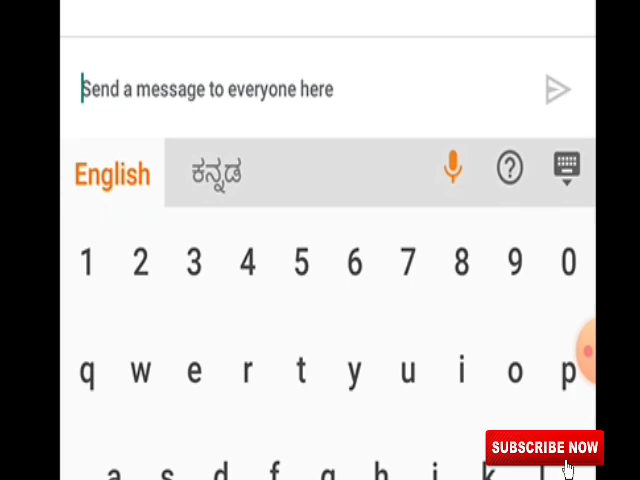 Send a message to everyone here
English ಕನ್ನಡ
1 2 3 4 5 6 7 8 9 0
q w e r t y u i o p
a s d f g h j k l
SUBSCRIBE NOW